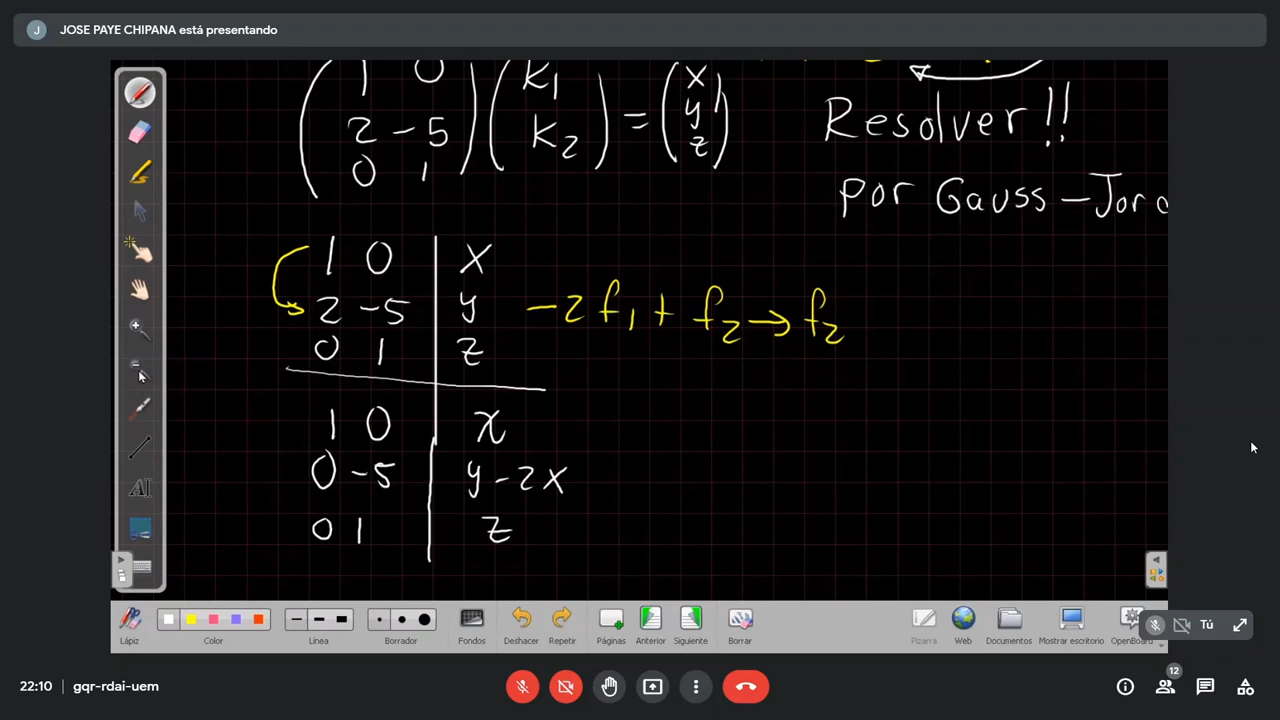 JOSE PAYE CHIPANA está presentando
J
1 0 K1 x
2 -5 K2 = y
0 1 z
Resolver !!
por Gauss -
1 0 | x
2 -5 | y -2f1 + f2 → f2
0 1 | z
1 0 | x
0 -5 | y - 2x
0 1 | z
Lápiz Color Línea Borrador Fondos Deshacer Repetir Páginas Anterior Siguiente Borrar Pizarra Web Documentos Mostrar escritorio
Tú
22:10 gqr-rdai-uem
12